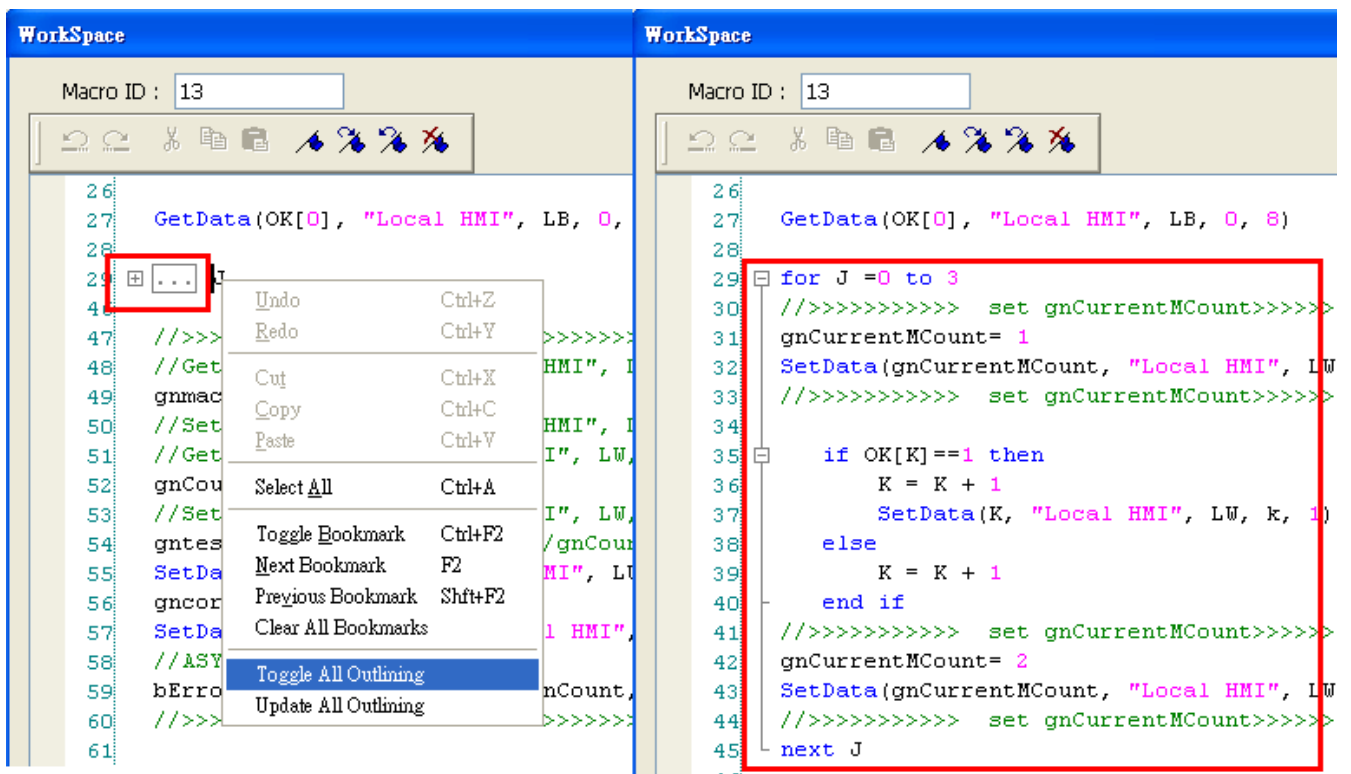 WorkSpace
Macro ID : 13
26
27 GetData(OK[0], "Local HMI", LB, 0,
28
29 ... J
46
47 //>>> >>>>>>>
48 //Get HMI",
49 gnmac
50 //Set HMI",
51 //Get I", LW,
52 gnCou
53 //Set I", LW,
54 gntes /gnCour
55 SetDa MI",
56 gncor
57 SetDa l HMI",
58 //ASY
59 bErro nCount,
60 //>>> >>>>>>>
61
Undo Ctrl+Z
Redo Ctrl+Y
Cut Ctrl+X
Copy Ctrl+C
Paste Ctrl+V
Select All Ctrl+A
Toggle Bookmark Ctrl+F2
Next Bookmark F2
Previous Bookmark Shft+F2
Clear All Bookmarks
Toggle All Outlining
Update All Outlining
WorkSpace
Macro ID : 13
26
27 GetData(OK[0], "Local HMI", LB, 0, 8)
28
29 for J =0 to 3
30 //>>>>>>>>>>> set gnCurrentMCount>>>>>>
31 gnCurrentMCount= 1
32 SetData(gnCurrentMCount, "Local HMI", LW
33 //>>>>>>>>>>> set gnCurrentMCount>>>>>>
34
35 if OK[K]==1 then
36 K = K + 1
37 SetData(K, "Local HMI", LW, k, 1)
38 else
39 K = K + 1
40 end if
41 //>>>>>>>>>>> set gnCurrentMCount>>>>>>
42 gnCurrentMCount= 2
43 SetData(gnCurrentMCount, "Local HMI", LW
44 //>>>>>>>>>>> set gnCurrentMCount>>>>>>
45 next J